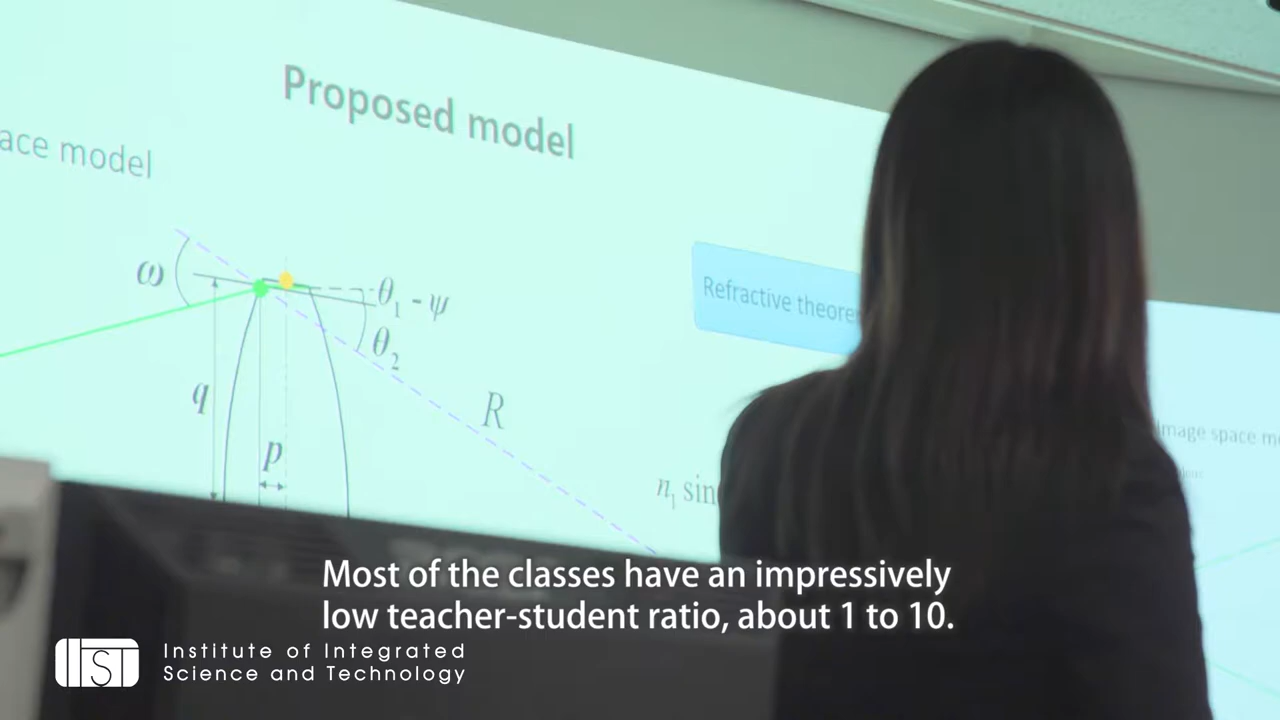 Proposed model
ace model
ω
θ₁ - ψ
θ₂
Refractive theore
q
R
p
Image space m
n₁ sin
Most of the classes have an impressively
low teacher-student ratio, about 1 to 10.
IIST
Institute of Integrated
Science and Technology